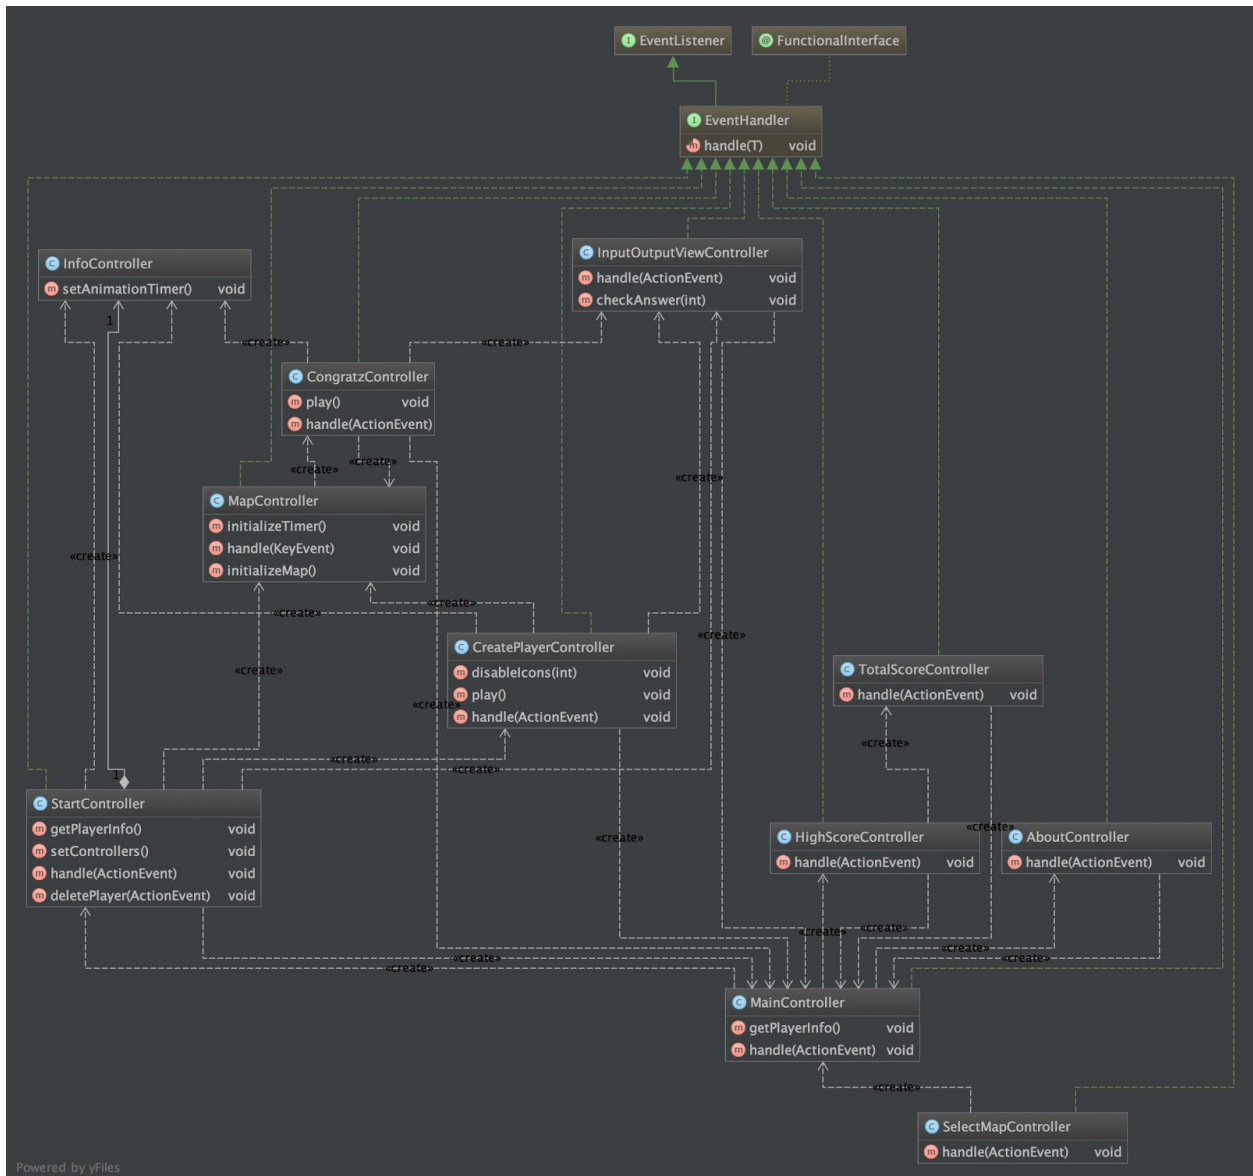 EventListener
FunctionalInterface
EventHandler
handle(T) void
InfoController
setAnimationTimer() void
InputOutputViewController
handle(ActionEvent) void
checkAnswer(int) void
1
«create»
«create»
CongratzController
play() void
handle(ActionEvent)
«create»
«create»
«create»
MapController
initializeTimer() void
handle(KeyEvent) void
initializeMap() void
«create»
«create»
«create»
CreatePlayerController
disableIcons(int) void
play() void
handle(ActionEvent) void
«create»
«create»
«create»
TotalScoreController
handle(ActionEvent) void
«create»
«create»
«create»
1
StartController
getPlayerInfo() void
setControllers() void
handle(ActionEvent) void
deletePlayer(ActionEvent) void
«create»
«create»
HighScoreController
handle(ActionEvent) void
AboutController
handle(ActionEvent) void
«create»
«create»
«create»
«create»
«create»
«create»
«create»
MainController
getPlayerInfo() void
handle(ActionEvent) void
«create»
SelectMapController
handle(ActionEvent) void
Powered by yFiles